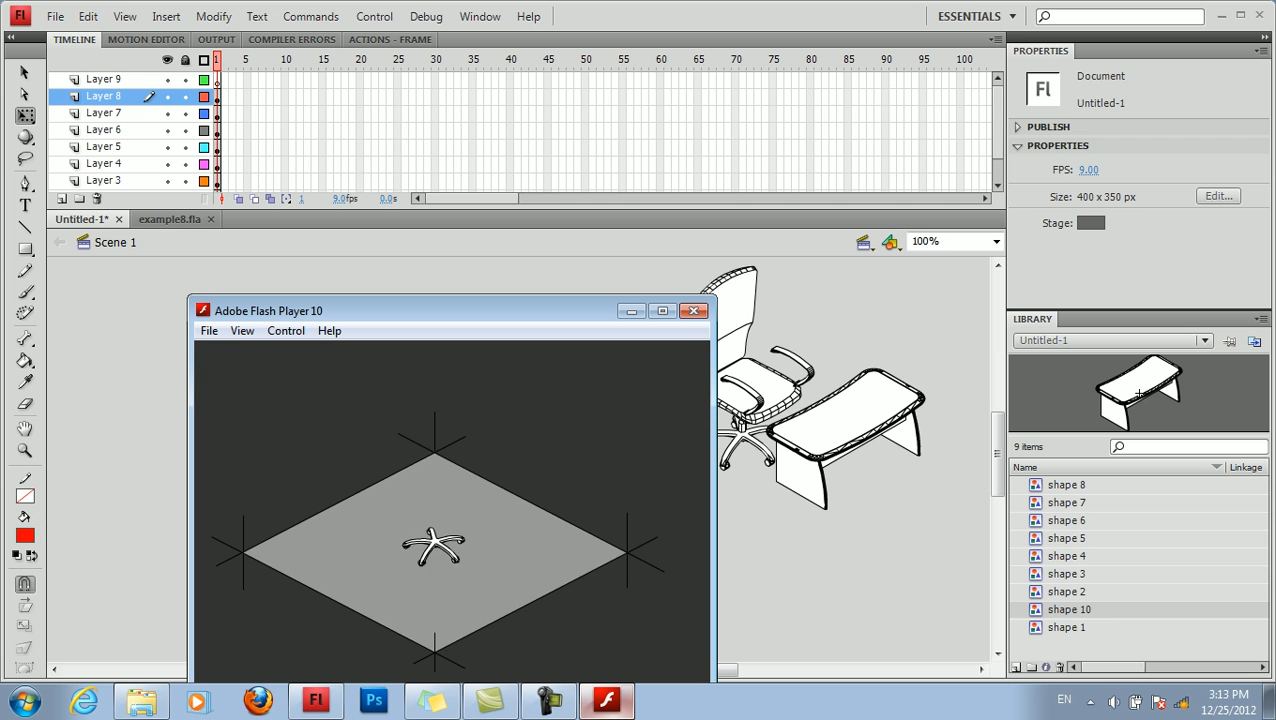 Fl File Edit View Insert Modify Text Commands Control Debug Window Help ESSENTIALS
TIMELINE MOTION EDITOR OUTPUT COMPILER ERRORS ACTIONS - FRAME
1 5 10 15 20 25 30 35 40 45 50 55 60 65 70 75 80 85 90 95 100
Layer 9
Layer 8
Layer 7
Layer 6
Layer 5
Layer 4
Layer 3
1 9.0fps 0.0s
Untitled-1* example8.fla
Scene 1 100%
Adobe Flash Player 10
File View Control Help
PROPERTIES
Fl Document
Untitled-1
PUBLISH
PROPERTIES
FPS: 9.00
Size: 400 x 350 px Edit...
Stage:
LIBRARY
Untitled-1
9 items
Name Linkage
shape 8
shape 7
shape 6
shape 5
shape 4
shape 3
shape 2
shape 10
shape 1
Fl Ps EN 3:13 PM
12/25/2012